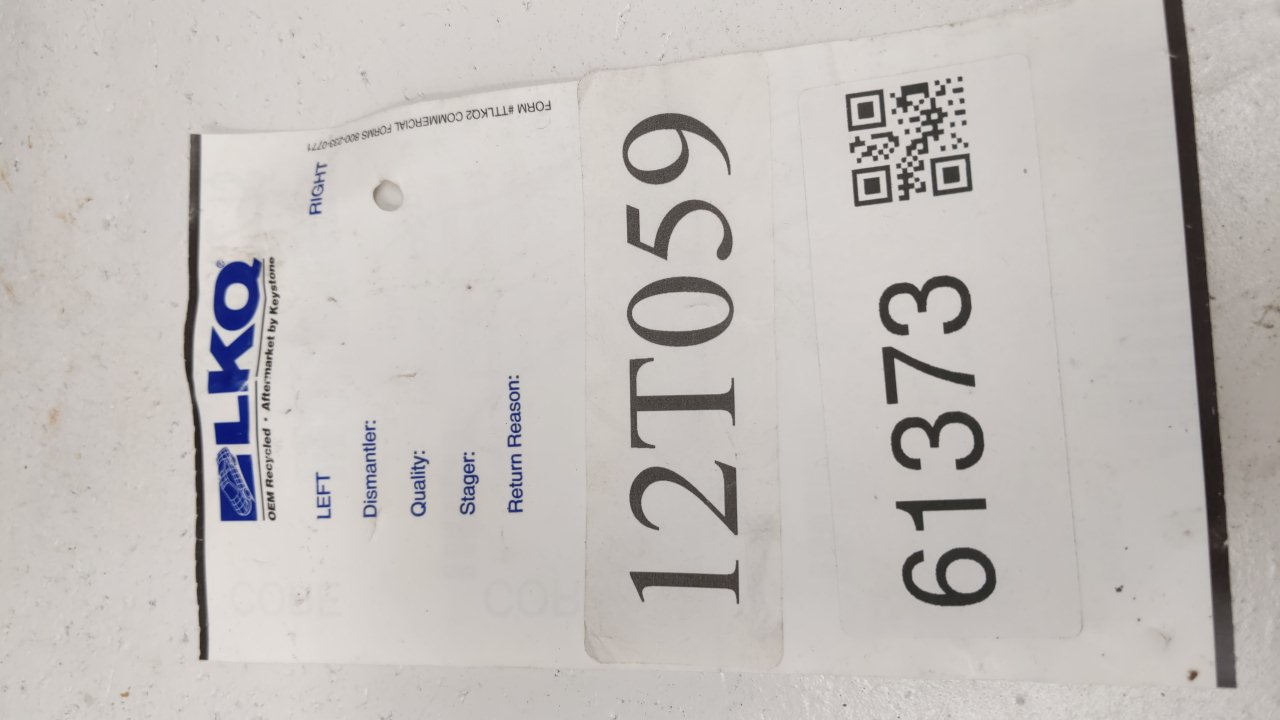 LKQ®
OEM Recycled • Aftermarket by Keystone
LEFT RIGHT
Dismantler:
Quality:
Stager:
Return Reason:
FORM #TTLKQ2 COMMERCIAL FORMS 800-233-0771
12T059
61373